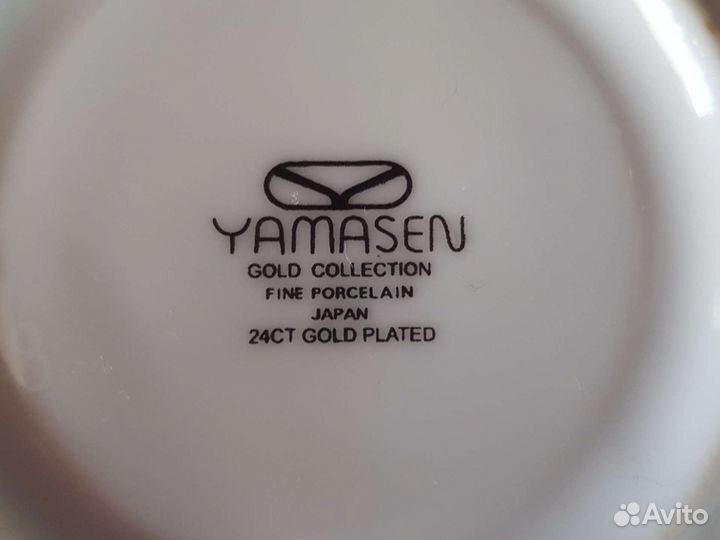 YAMASEN
GOLD COLLECTION
FINE PORCELAIN
JAPAN
24CT GOLD PLATED
Avito